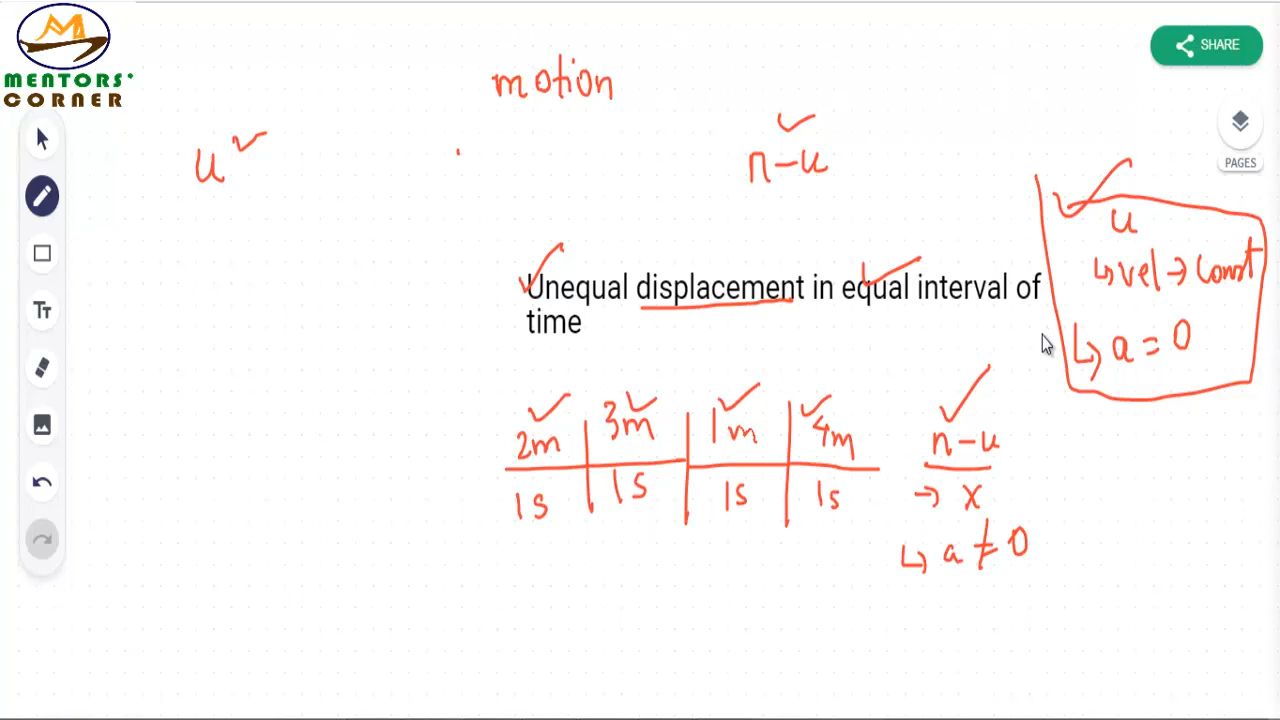 MENTORS'
CORNER
SHARE
PAGES
motion
u
n-u
Unequal displacement in equal interval of
time
u
↳ vel → Const
↳ a = 0
2m 3m 1m 4m
1s 1s 1s 1s
n-u
→ x
↳ a ≠ 0
Tт